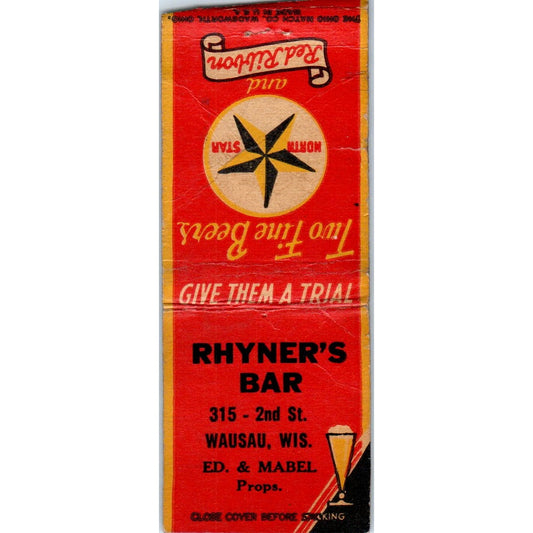 THE OHIO MATCH CO. WADSWORTH, OHIO.
MADE IN U.S.A.
Two Fine Beers
NORTH STAR
and
Red Ribbon
GIVE THEM A TRIAL
RHYNER'S
BAR
315 - 2nd St.
WAUSAU, WIS.
ED. & MABEL
Props.
CLOSE COVER BEFORE STRIKING